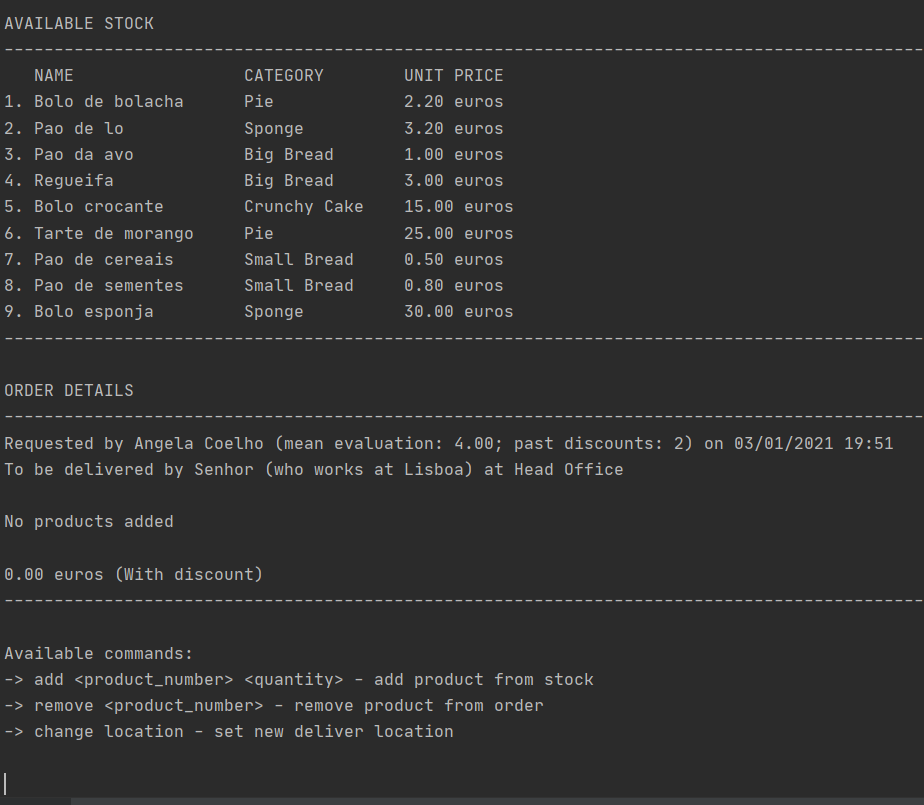 AVAILABLE STOCK
--------------------------------------------------------------------------------------------
NAME CATEGORY UNIT PRICE
1. Bolo de bolacha Pie 2.20 euros
2. Pao de lo Sponge 3.20 euros
3. Pao da avo Big Bread 1.00 euros
4. Regueifa Big Bread 3.00 euros
5. Bolo crocante Crunchy Cake 15.00 euros
6. Tarte de morango Pie 25.00 euros
7. Pao de cereais Small Bread 0.50 euros
8. Pao de sementes Small Bread 0.80 euros
9. Bolo esponja Sponge 30.00 euros
--------------------------------------------------------------------------------------------
ORDER DETAILS
--------------------------------------------------------------------------------------------
Requested by Angela Coelho (mean evaluation: 4.00; past discounts: 2) on 03/01/2021 19:51
To be delivered by Senhor (who works at Lisboa) at Head Office
No products added
0.00 euros (With discount)
--------------------------------------------------------------------------------------------
Available commands:
-> add <product_number> <quantity> - add product from stock
-> remove <product_number> - remove product from order
-> change location - set new deliver location